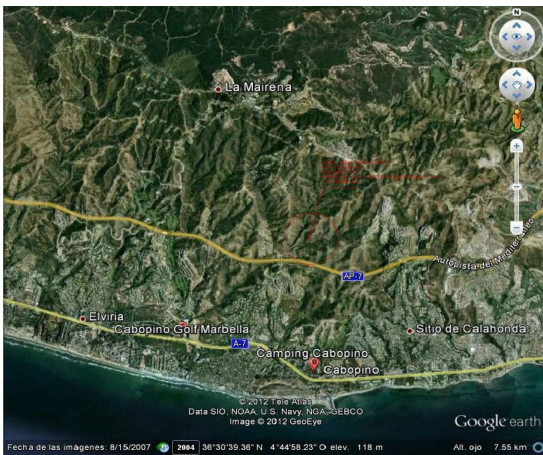 N
La Mairena
Autopista del Mediterráneo
AP-7
Elviria
Cabopino Golf Marbella
A-7
Sitio de Calahonda
Camping Cabopino
Cabopino
© 2012 Tele Atlas
Data SIO, NOAA, U.S. Navy, NGA, GEBCO
Image © 2012 GeoEye
Google earth
Fecha de las imágenes: 8/15/2007 2004 36°30'39.36" N 4°44'58.23" O elev. 118 m Alt. ojo 7.55 km